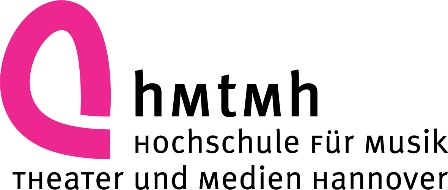 hmtmh
Hochschule für Musik
Theater und Medien Hannover